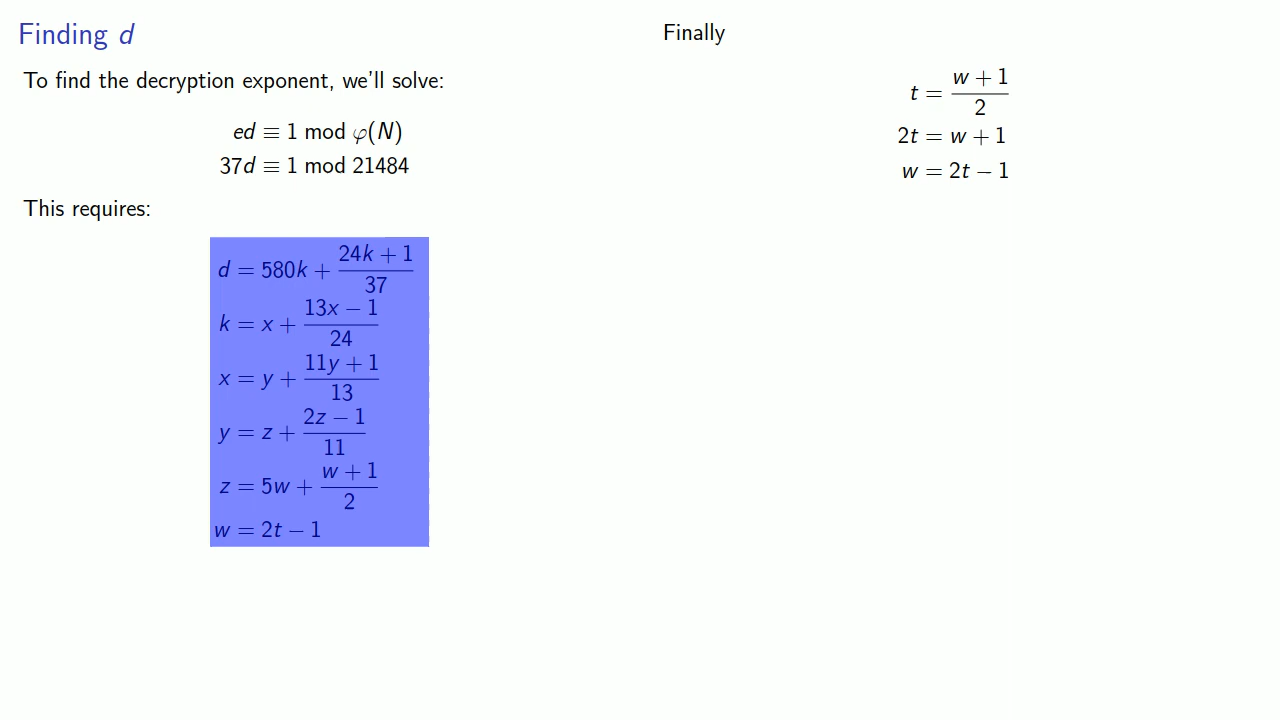 Finding d
To find the decryption exponent, we'll solve:
ed ≡ 1 mod φ(N)
37d ≡ 1 mod 21484
This requires:
d = 580k + (24k + 1)/37
k = x + (13x − 1)/24
x = y + (11y + 1)/13
y = z + (2z − 1)/11
z = 5w + (w + 1)/2
w = 2t − 1
Finally
t = (w + 1)/2
2t = w + 1
w = 2t − 1